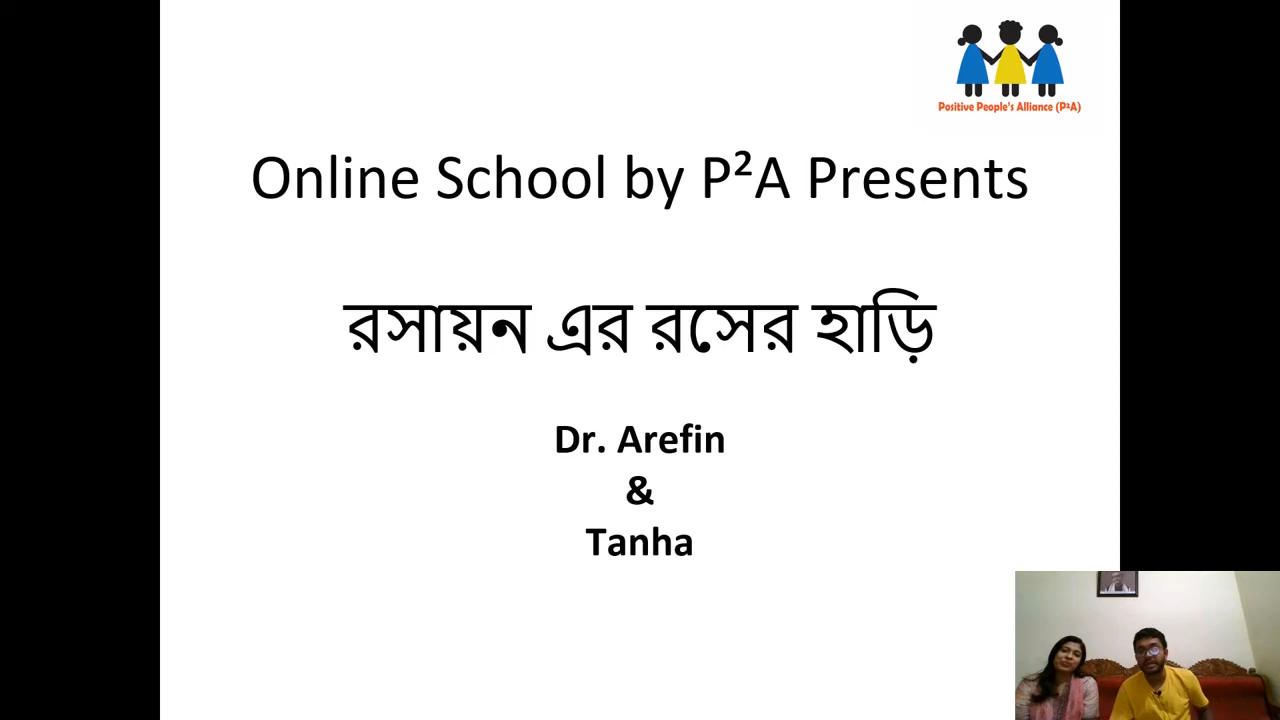 Positive People's Alliance (P²A)
Online School by P²A Presents
রসায়ন এর রসের হাড়ি
Dr. Arefin
&
Tanha